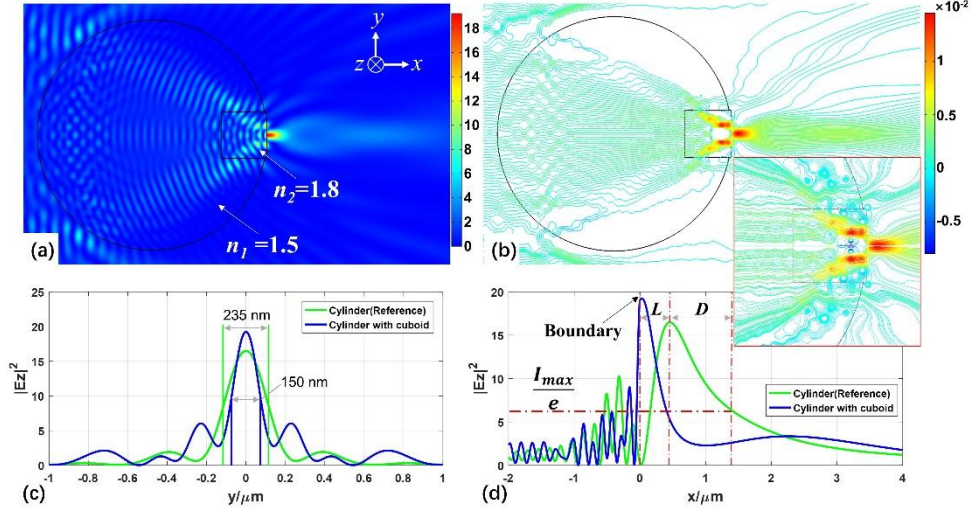 18
16
14
12
10
8
6
4
2
0
y
z
x
n₂=1.8
n₁=1.5
(a)
×10⁻²
1
0.5
0
-0.5
(b)
25
20
15
10
5
0
|Ez|²
235 nm
150 nm
Cylinder(Reference)
Cylinder with cuboid
-1 -0.8 -0.6 -0.4 -0.2 0 0.2 0.4 0.6 0.8 1
y/μm
(c)
20
15
10
5
0
|Ez|²
Boundary
L
D
I_max
e
Cylinder(Reference)
Cylinder with cuboid
-2 -1 0 1 2 3 4
x/μm
(d)